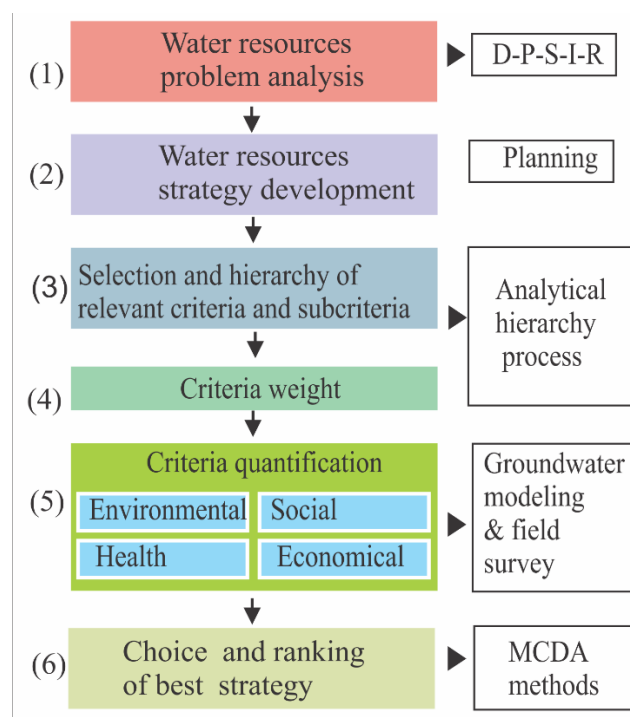 (1)
Water resources
problem analysis
D-P-S-I-R
(2)
Water resources
strategy development
Planning
(3)
Selection and hierarchy of
relevant criteria and subcriteria
Analytical
hierarchy
process
(4)
Criteria weight
(5)
Criteria quantification
Environmental
Social
Health
Economical
Groundwater
modeling
& field
survey
(6)
Choice and ranking
of best strategy
MCDA
methods